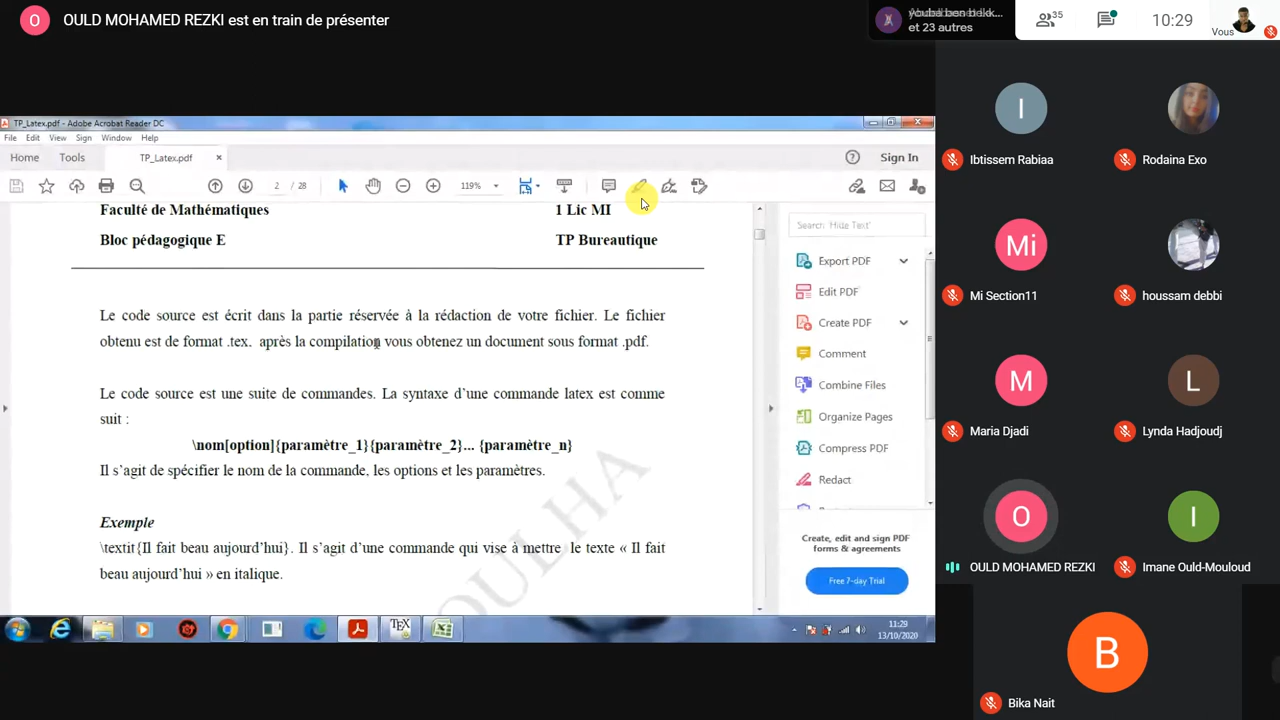 O
OULD MOHAMED REZKI est en train de présenter
et 23 autres
35
10:29
Vous
TP_Latex.pdf - Adobe Acrobat Reader DC
File Edit View Sign Window Help
Home Tools TP_Latex.pdf × Sign In
2 / 28 119%
Faculté de Mathématiques 1 Lic MI
Bloc pédagogique E TP Bureautique
Le code source est écrit dans la partie réservée à la rédaction de votre fichier. Le fichier
obtenu est de format .tex. après la compilation vous obtenez un document sous format .pdf.
Le code source est une suite de commandes. La syntaxe d'une commande latex est comme
suit :
\nom[option]{paramètre_1}{paramètre_2}... {paramètre_n}
Il s'agit de spécifier le nom de la commande, les options et les paramètres.
Exemple
\textit{Il fait beau aujourd'hui}. Il s'agit d'une commande qui vise à mettre le texte « Il fait
beau aujourd'hui » en italique.
OULHA
Search: 'Hide Text'
Export PDF
Edit PDF
Create PDF
Comment
Combine Files
Organize Pages
Compress PDF
Redact
Create, edit and sign PDF
forms & agreements
Free 7-day Trial
TEX
11:29
13/10/2020
I
Ibtissem Rabiaa
Rodaina Exo
Mi
Mi Section11
houssam debbi
M
Maria Djadi
L
Lynda Hadjoudj
O
OULD MOHAMED REZKI
I
Imane Ould-Mouloud
B
Bika Nait